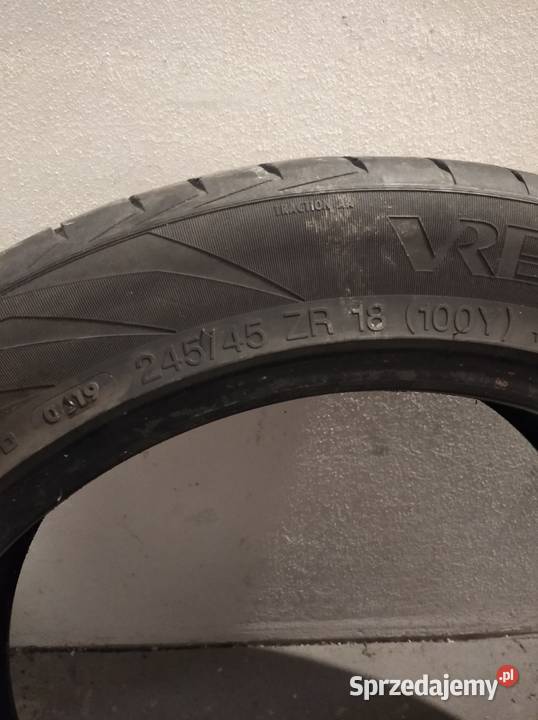 TRACTION AA
VRE
245/45 ZR 18 (100Y)
Sprzedajemy.pl